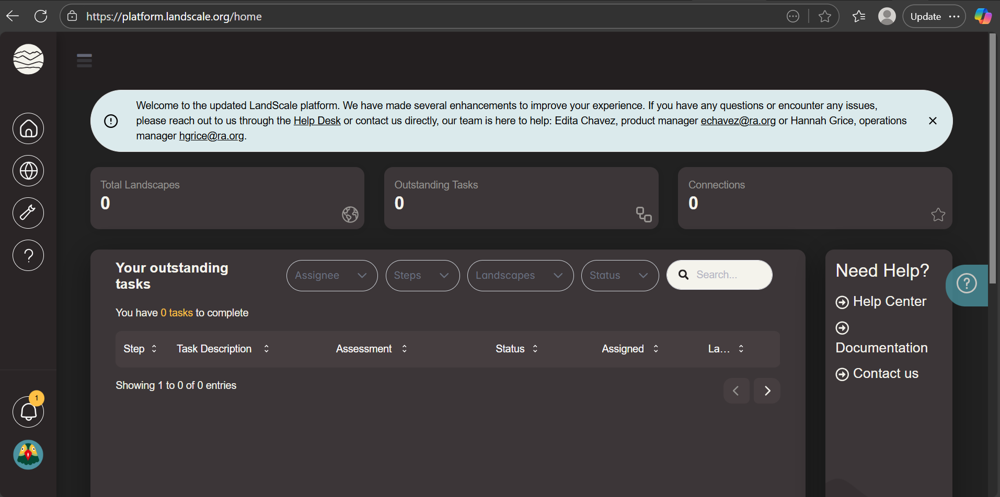 https://platform.landscale.org/home
Update
Welcome to the updated LandScale platform. We have made several enhancements to improve your experience. If you have any questions or encounter any issues,
please reach out to us through the Help Desk or contact us directly, our team is here to help: Edita Chavez, product manager echavez@ra.org or Hannah Grice, operations
manager hgrice@ra.org.
Total Landscapes
0
Outstanding Tasks
0
Connections
0
Your outstanding
tasks
Assignee
Steps
Landscapes
Status
Search...
You have 0 tasks to complete
Step
Task Description
Assessment
Status
Assigned
La...
Showing 1 to 0 of 0 entries
Need Help?
Help Center
Documentation
Contact us
1